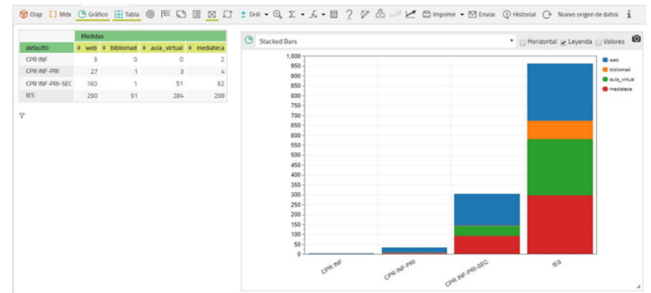 Olap Mdx Gráfico Tabla Drill Imprime Enviar Historial Nuevo origen de datos
Medidas
default0 web bibliomad aula_virtual mediateca
CPR INF 3 0 0 2
CPR INF-PRI 27 1 3 4
CPR INF-PRI-SEC 160 1 51 92
IES 290 91 284 298
Stacked Bars Horizontal Leyenda Valores
1,000
950
900
850
800
750
700
650
600
550
500
450
400
350
300
250
200
150
100
50
0
CPR INF
CPR INF-PRI
CPR INF-PRI-SEC
IES
web
bibliomad
aula_virtual
mediateca